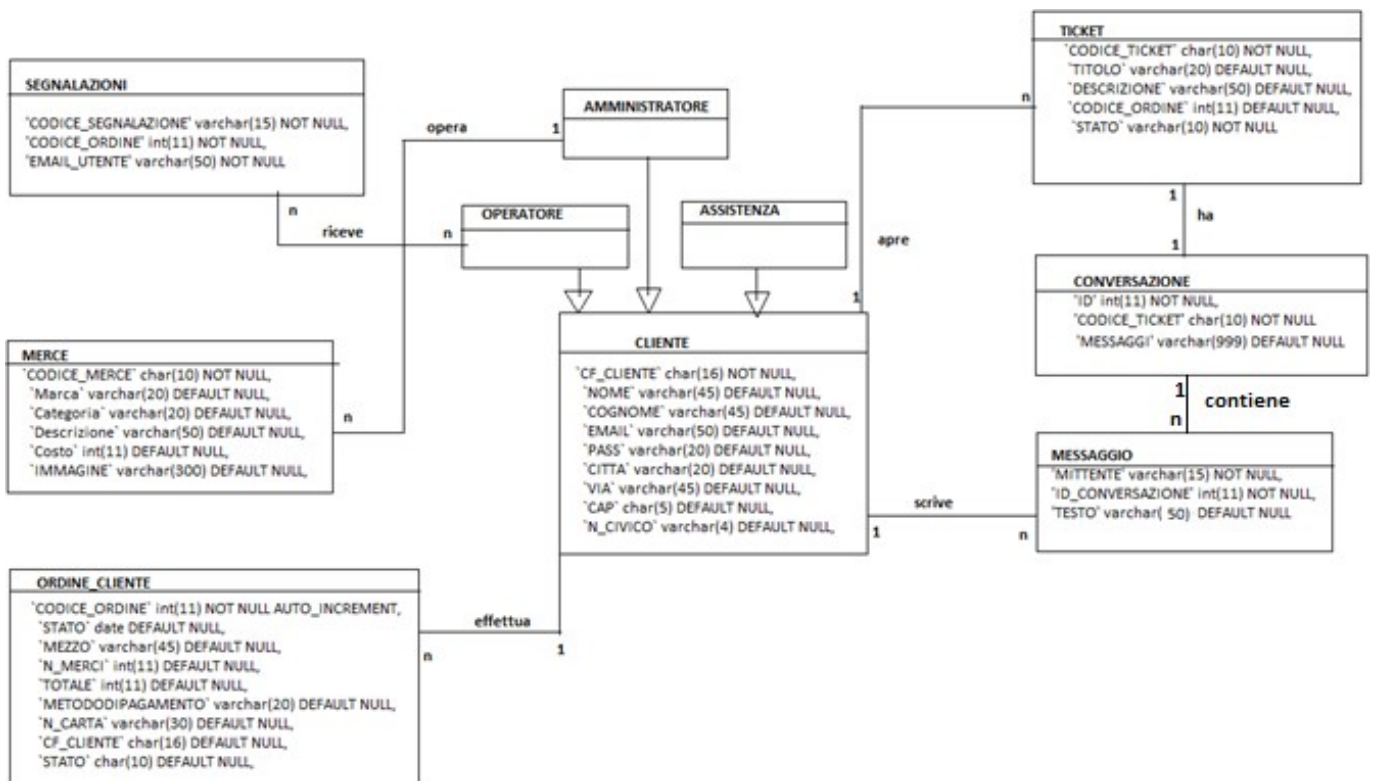 SEGNALAZIONI
`CODICE_SEGNALAZIONE` varchar(15) NOT NULL,
`CODICE_ORDINE` int(11) NOT NULL,
`EMAIL_UTENTE` varchar(50) NOT NULL
n
riceve
n
opera
1
AMMINISTRATORE
OPERATORE
ASSISTENZA
TICKET
`CODICE_TICKET` char(10) NOT NULL,
`TITOLO` varchar(20) DEFAULT NULL,
`DESCRIZIONE` varchar(50) DEFAULT NULL,
`CODICE_ORDINE` int(11) DEFAULT NULL,
`STATO` varchar(10) NOT NULL
n
apre
1
1
ha
1
CONVERSAZIONE
`ID` int(11) NOT NULL,
`CODICE_TICKET` char(10) NOT NULL
`MESSAGGI` varchar(999) DEFAULT NULL
1
contiene
n
MERCE
`CODICE_MERCE` char(10) NOT NULL,
`Marca` varchar(20) DEFAULT NULL,
`Categoria` varchar(20) DEFAULT NULL,
`Descrizione` varchar(50) DEFAULT NULL,
`Costo` int(11) DEFAULT NULL,
`IMMAGINE` varchar(300) DEFAULT NULL,
n
CLIENTE
`CF_CLIENTE` char(16) NOT NULL,
`NOME` varchar(45) DEFAULT NULL,
`COGNOME` varchar(45) DEFAULT NULL,
`EMAIL` varchar(50) DEFAULT NULL,
`PASS` varchar(20) DEFAULT NULL,
`CITTA` varchar(20) DEFAULT NULL,
`VIA` varchar(45) DEFAULT NULL,
`CAP` char(5) DEFAULT NULL,
`N_CIVICO` varchar(4) DEFAULT NULL,
MESSAGGIO
`MITTENTE` varchar(15) NOT NULL,
`ID_CONVERSAZIONE` int(11) NOT NULL,
`TESTO` varchar( 50) DEFAULT NULL
scrive
1
n
ORDINE_CLIENTE
`CODICE_ORDINE` int(11) NOT NULL AUTO_INCREMENT,
`STATO` date DEFAULT NULL,
`MEZZO` varchar(45) DEFAULT NULL,
`N_MERCI` int(11) DEFAULT NULL,
`TOTALE` int(11) DEFAULT NULL,
`METODODIPAGAMENTO` varchar(20) DEFAULT NULL,
`N_CARTA` varchar(30) DEFAULT NULL,
`CF_CLIENTE` char(16) DEFAULT NULL,
`STATO` char(10) DEFAULT NULL,
effettua
n
1